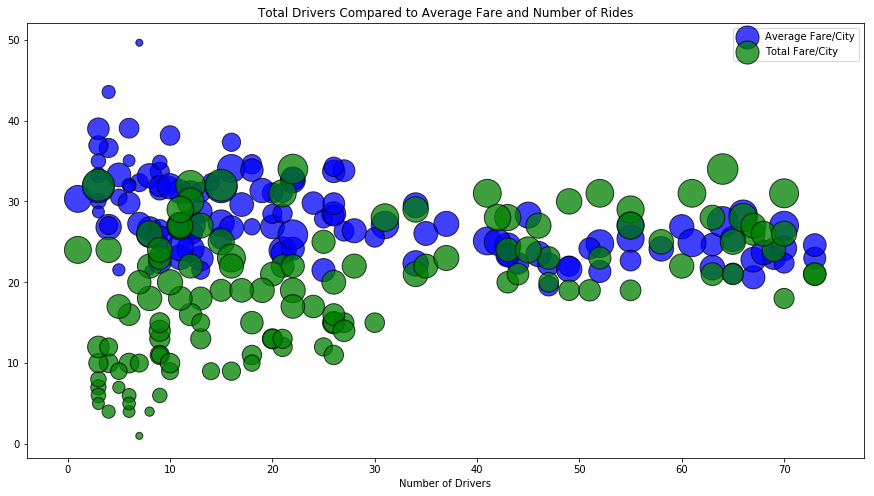 Total Drivers Compared to Average Fare and Number of Rides
Average Fare/City
Total Fare/City
50
40
30
20
10
0
0 10 20 30 40 50 60 70
Number of Drivers